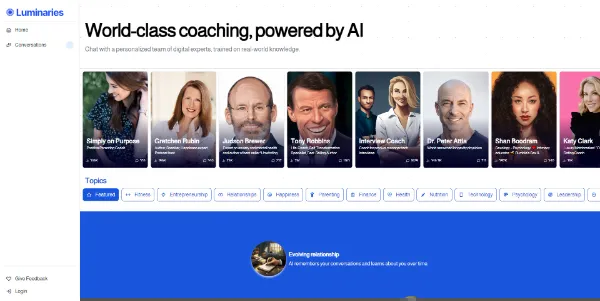 Luminaries
Home
Conversations
World-class coaching, powered by AI
Chat with a personalized team of digital experts, trained on real-world knowledge
Simply on Purpose
Gretchen Rubin
Judson Brewer
Tony Robbins
Interview Coach
Dr. Peter Attia
Shan Boodram
Katy Clark
Topics
Featured
Fitness
Entrepreneurship
Relationships
Happiness
Parenting
Finance
Health
Nutrition
Technology
Psychology
Leadership
Evolving relationship
AI remembers your conversations and learns about you over time
Give Feedback
Login